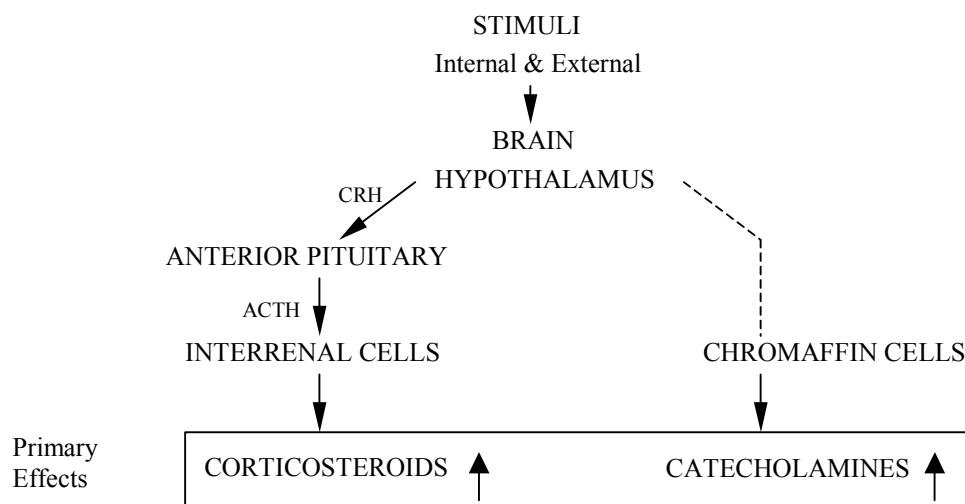 STIMULI
Internal & External
BRAIN
HYPOTHALAMUS
CRH
ANTERIOR PITUITARY
ACTH
INTERRENAL CELLS
CHROMAFFIN CELLS
Primary
Effects
CORTICOSTEROIDS
CATECHOLAMINES